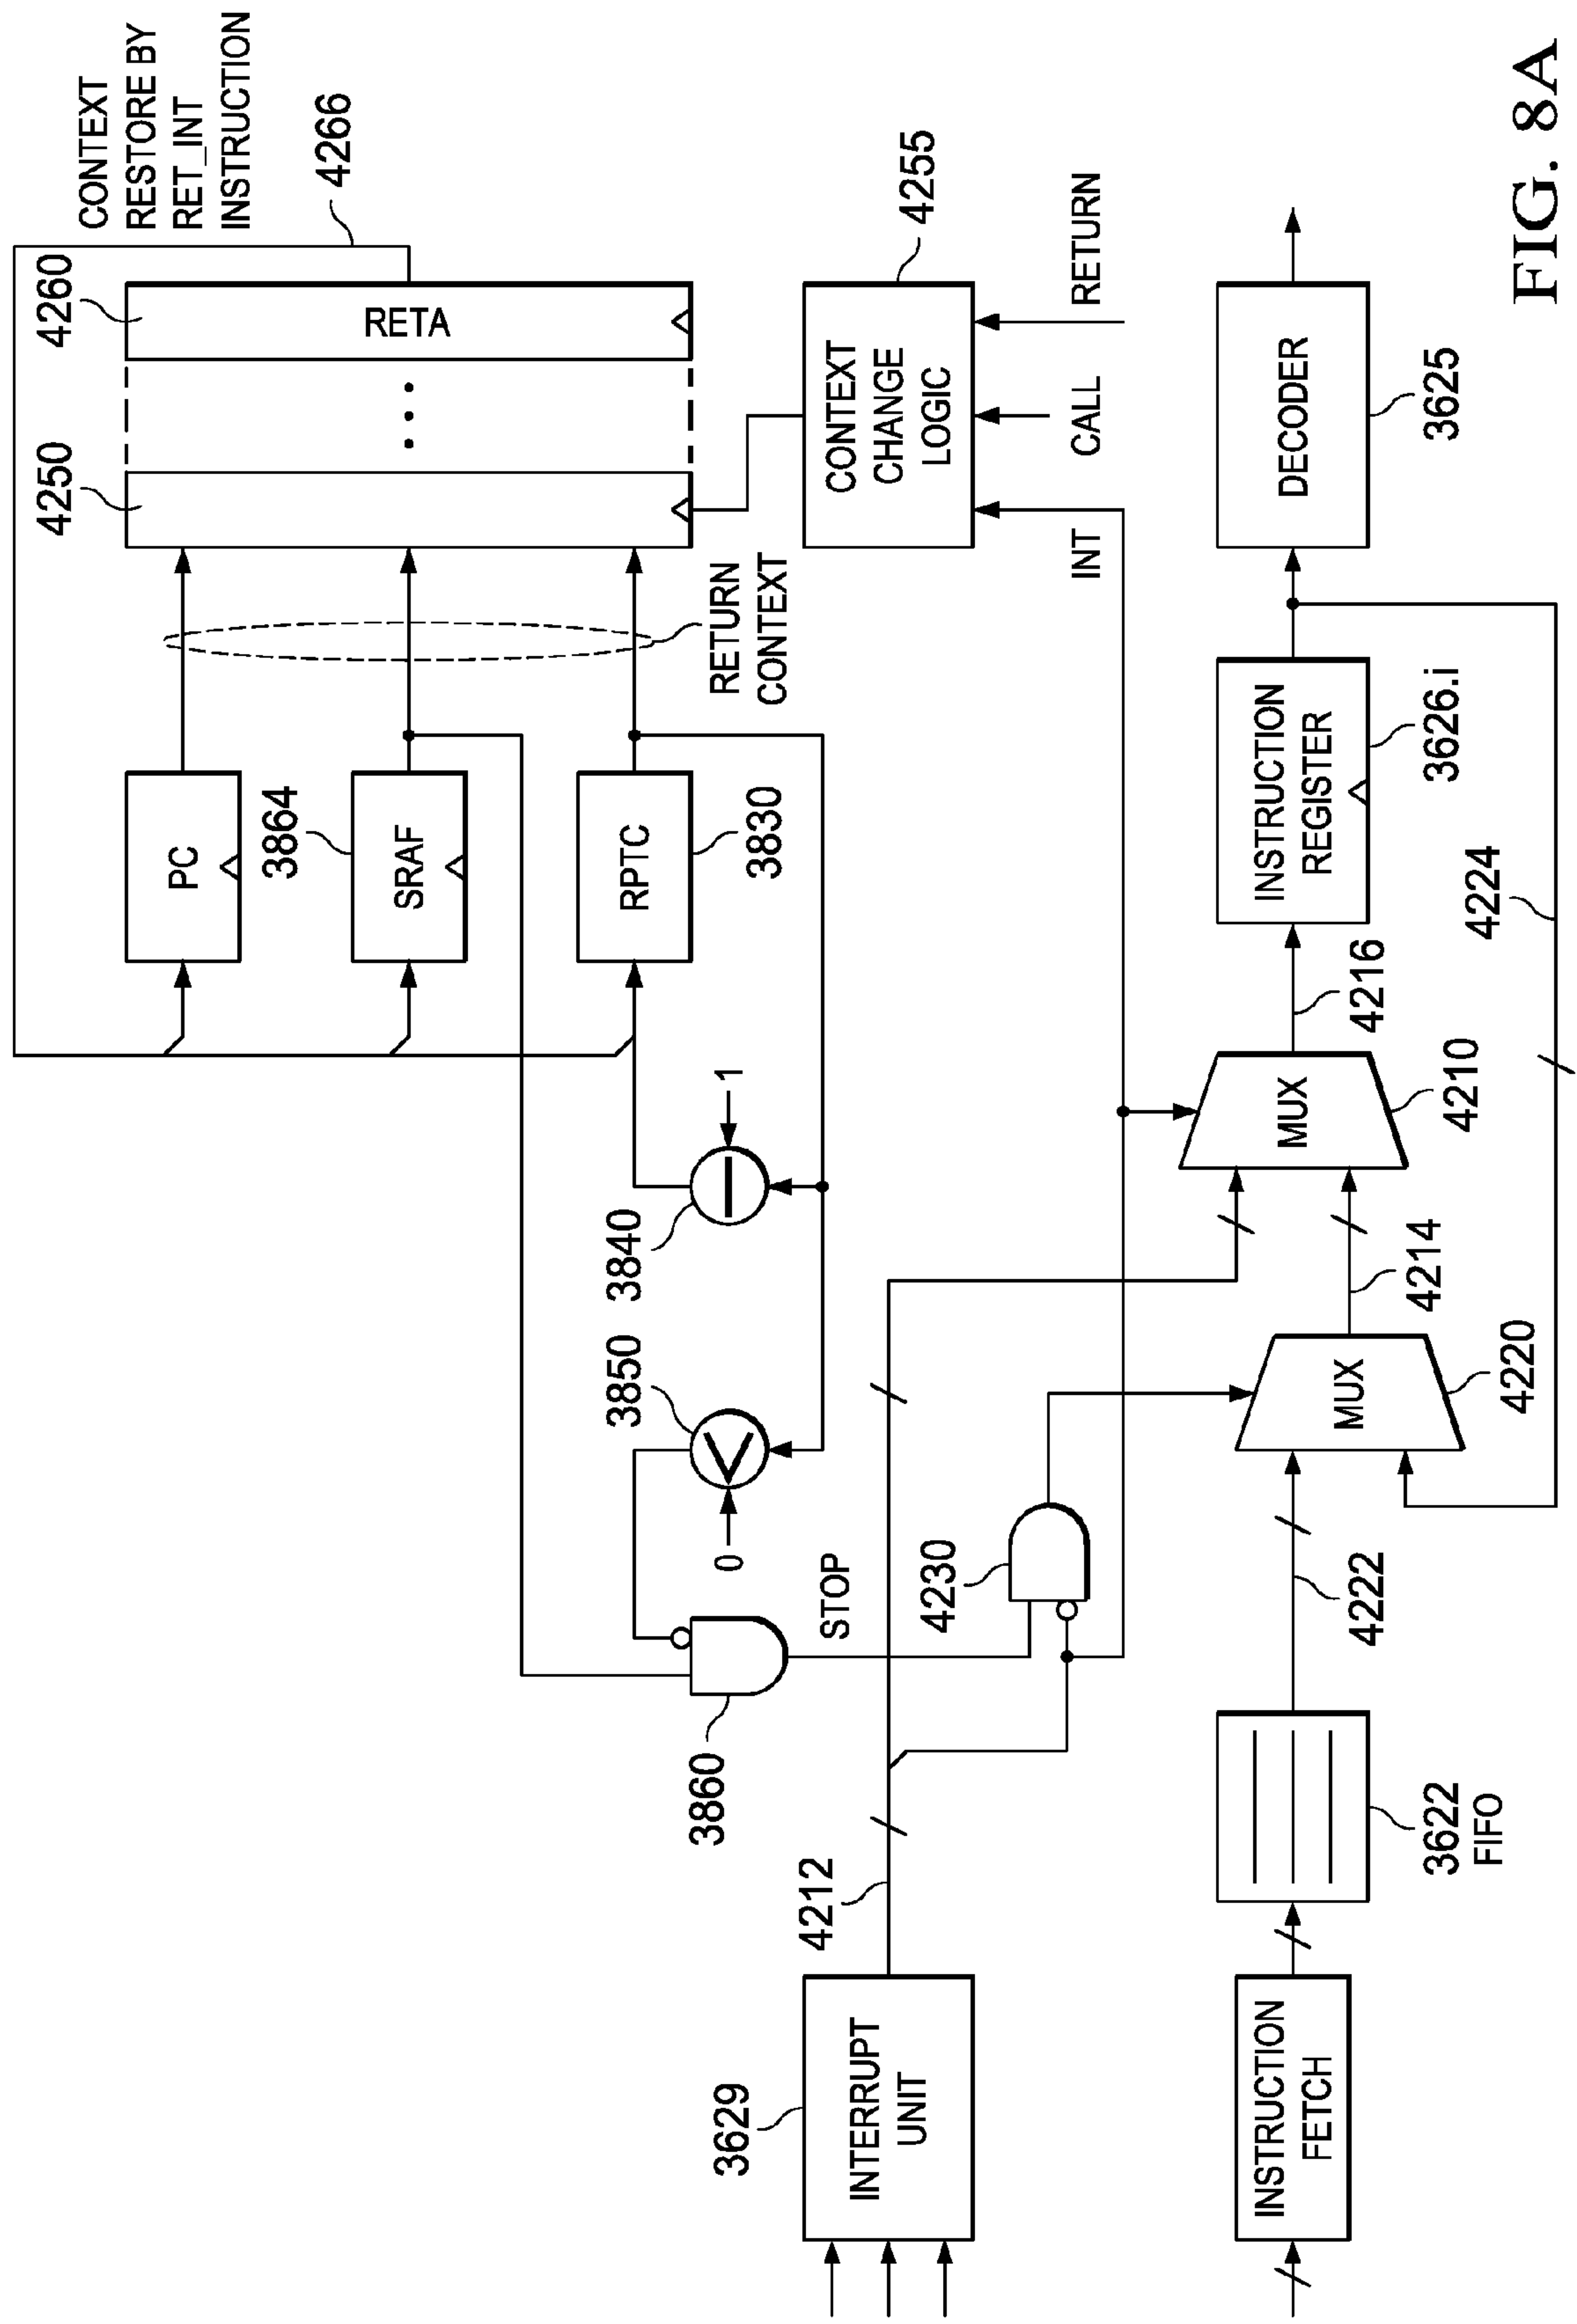 CONTEXT
RESTORE BY
RET_INT
INSTRUCTION
4266
4260
RETA
4250
PC
3864
SRAF
RPTC
3830
RETURN
CONTEXT
CONTEXT
CHANGE
LOGIC
4255
INT
CALL
RETURN
1
3840
3850
0
3860
STOP
4230
4212
3629
INTERRUPT
UNIT
INSTRUCTION
FETCH
3622
FIFO
4222
MUX
4220
4214
MUX
4210
4216
INSTRUCTION
REGISTER
3626.i
4224
DECODER
3625
FIG. 8A